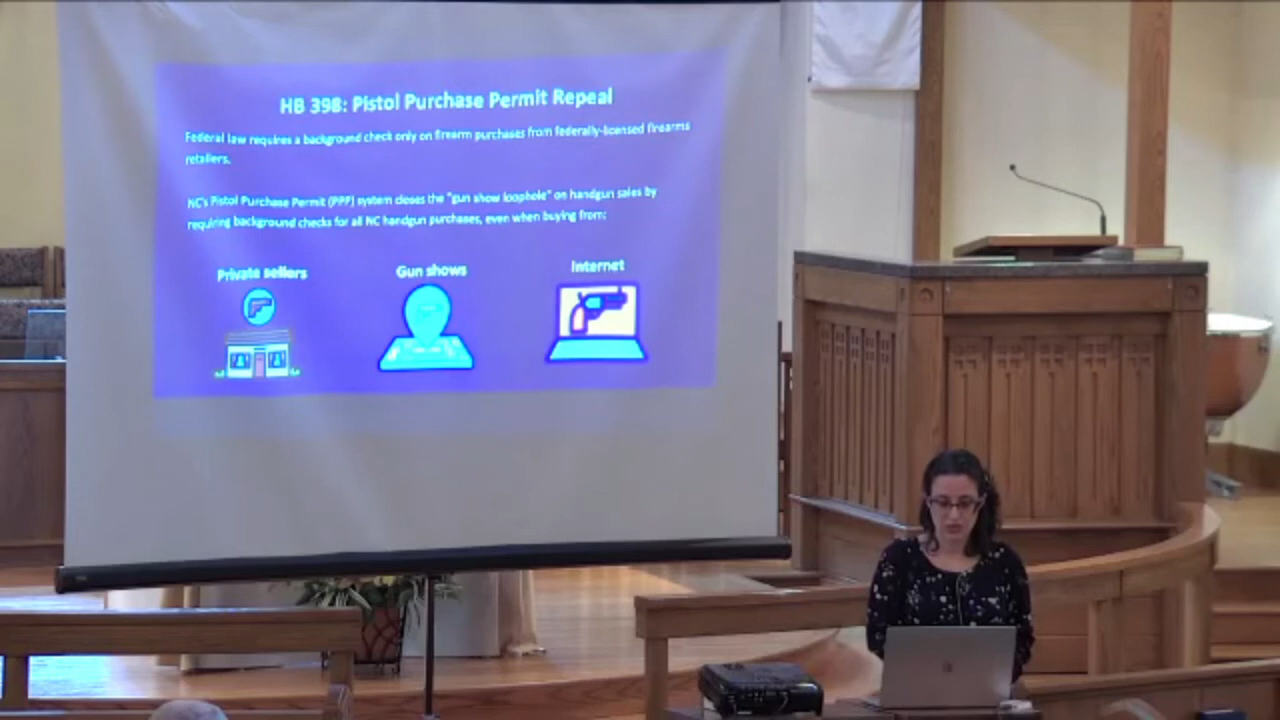 HB 398: Pistol Purchase Permit Repeal
Federal law requires a background check only on firearm purchases from federally-licensed firearms
retailers.
NC's Pistol Purchase Permit (PPP) system closes the "gun show loophole" on handgun sales by
requiring background checks for all NC handgun purchases, even when buying from:
Private sellers
Gun shows
Internet